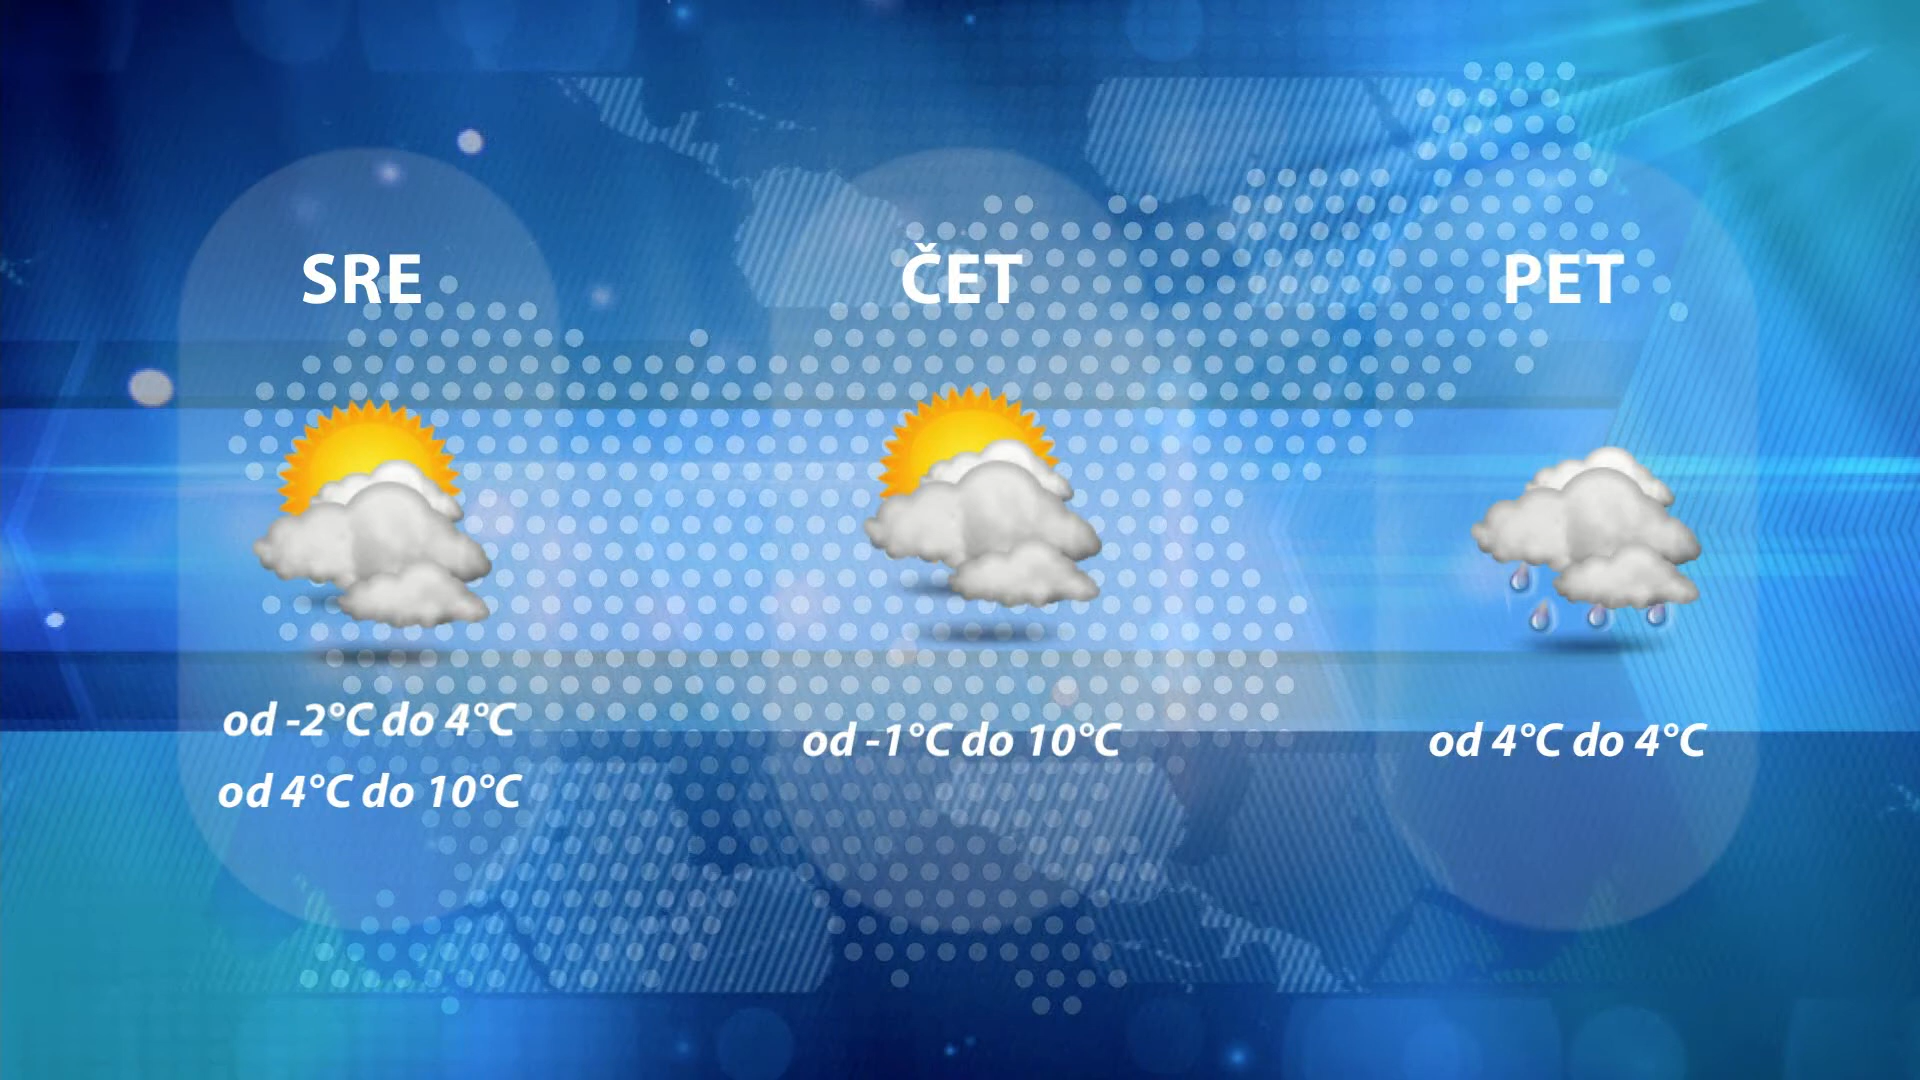 SRE
od -2°C do 4°C
od 4°C do 10°C
ČET
od -1°C do 10°C
PET
od 4°C do 4°C